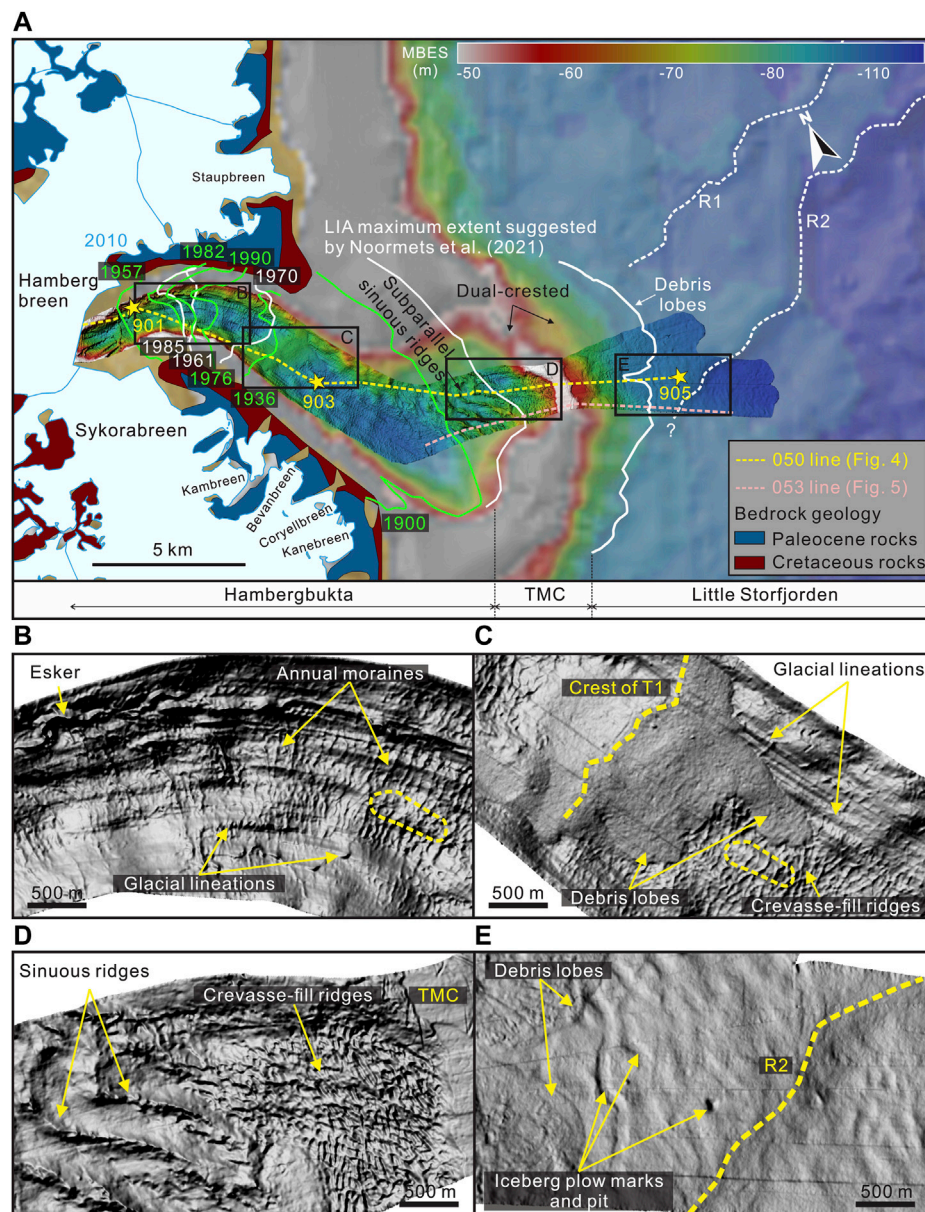 A
MBES
(m)
-50
-60
-70
-80
-110
N
R1
R2
Staupbreen
LIA maximum extent suggested
by Noormets et al. (2021)
2010
1982
1990
1957
1970
Hamberg
breen
Subparallel
sinuous ridges
Dual-crested
Debris
lobes
B
901
C
1985
1961
1976
1936
903
D
E
905
?
Sykorabreen
Kambreen
Bevanbreen
Coryellbreen
Kanebreen
1900
5 km
050 line (Fig. 4)
053 line (Fig. 5)
Bedrock geology
Paleocene rocks
Cretaceous rocks
Hambergbukta
TMC
Little Storfjorden
B
Esker
Annual moraines
Glacial lineations
500 m
C
Crest of T1
Glacial lineations
Debris lobes
Crevasse-fill ridges
500 m
D
Sinuous ridges
Crevasse-fill ridges
TMC
500 m
E
Debris lobes
R2
Iceberg plow marks
and pit
500 m